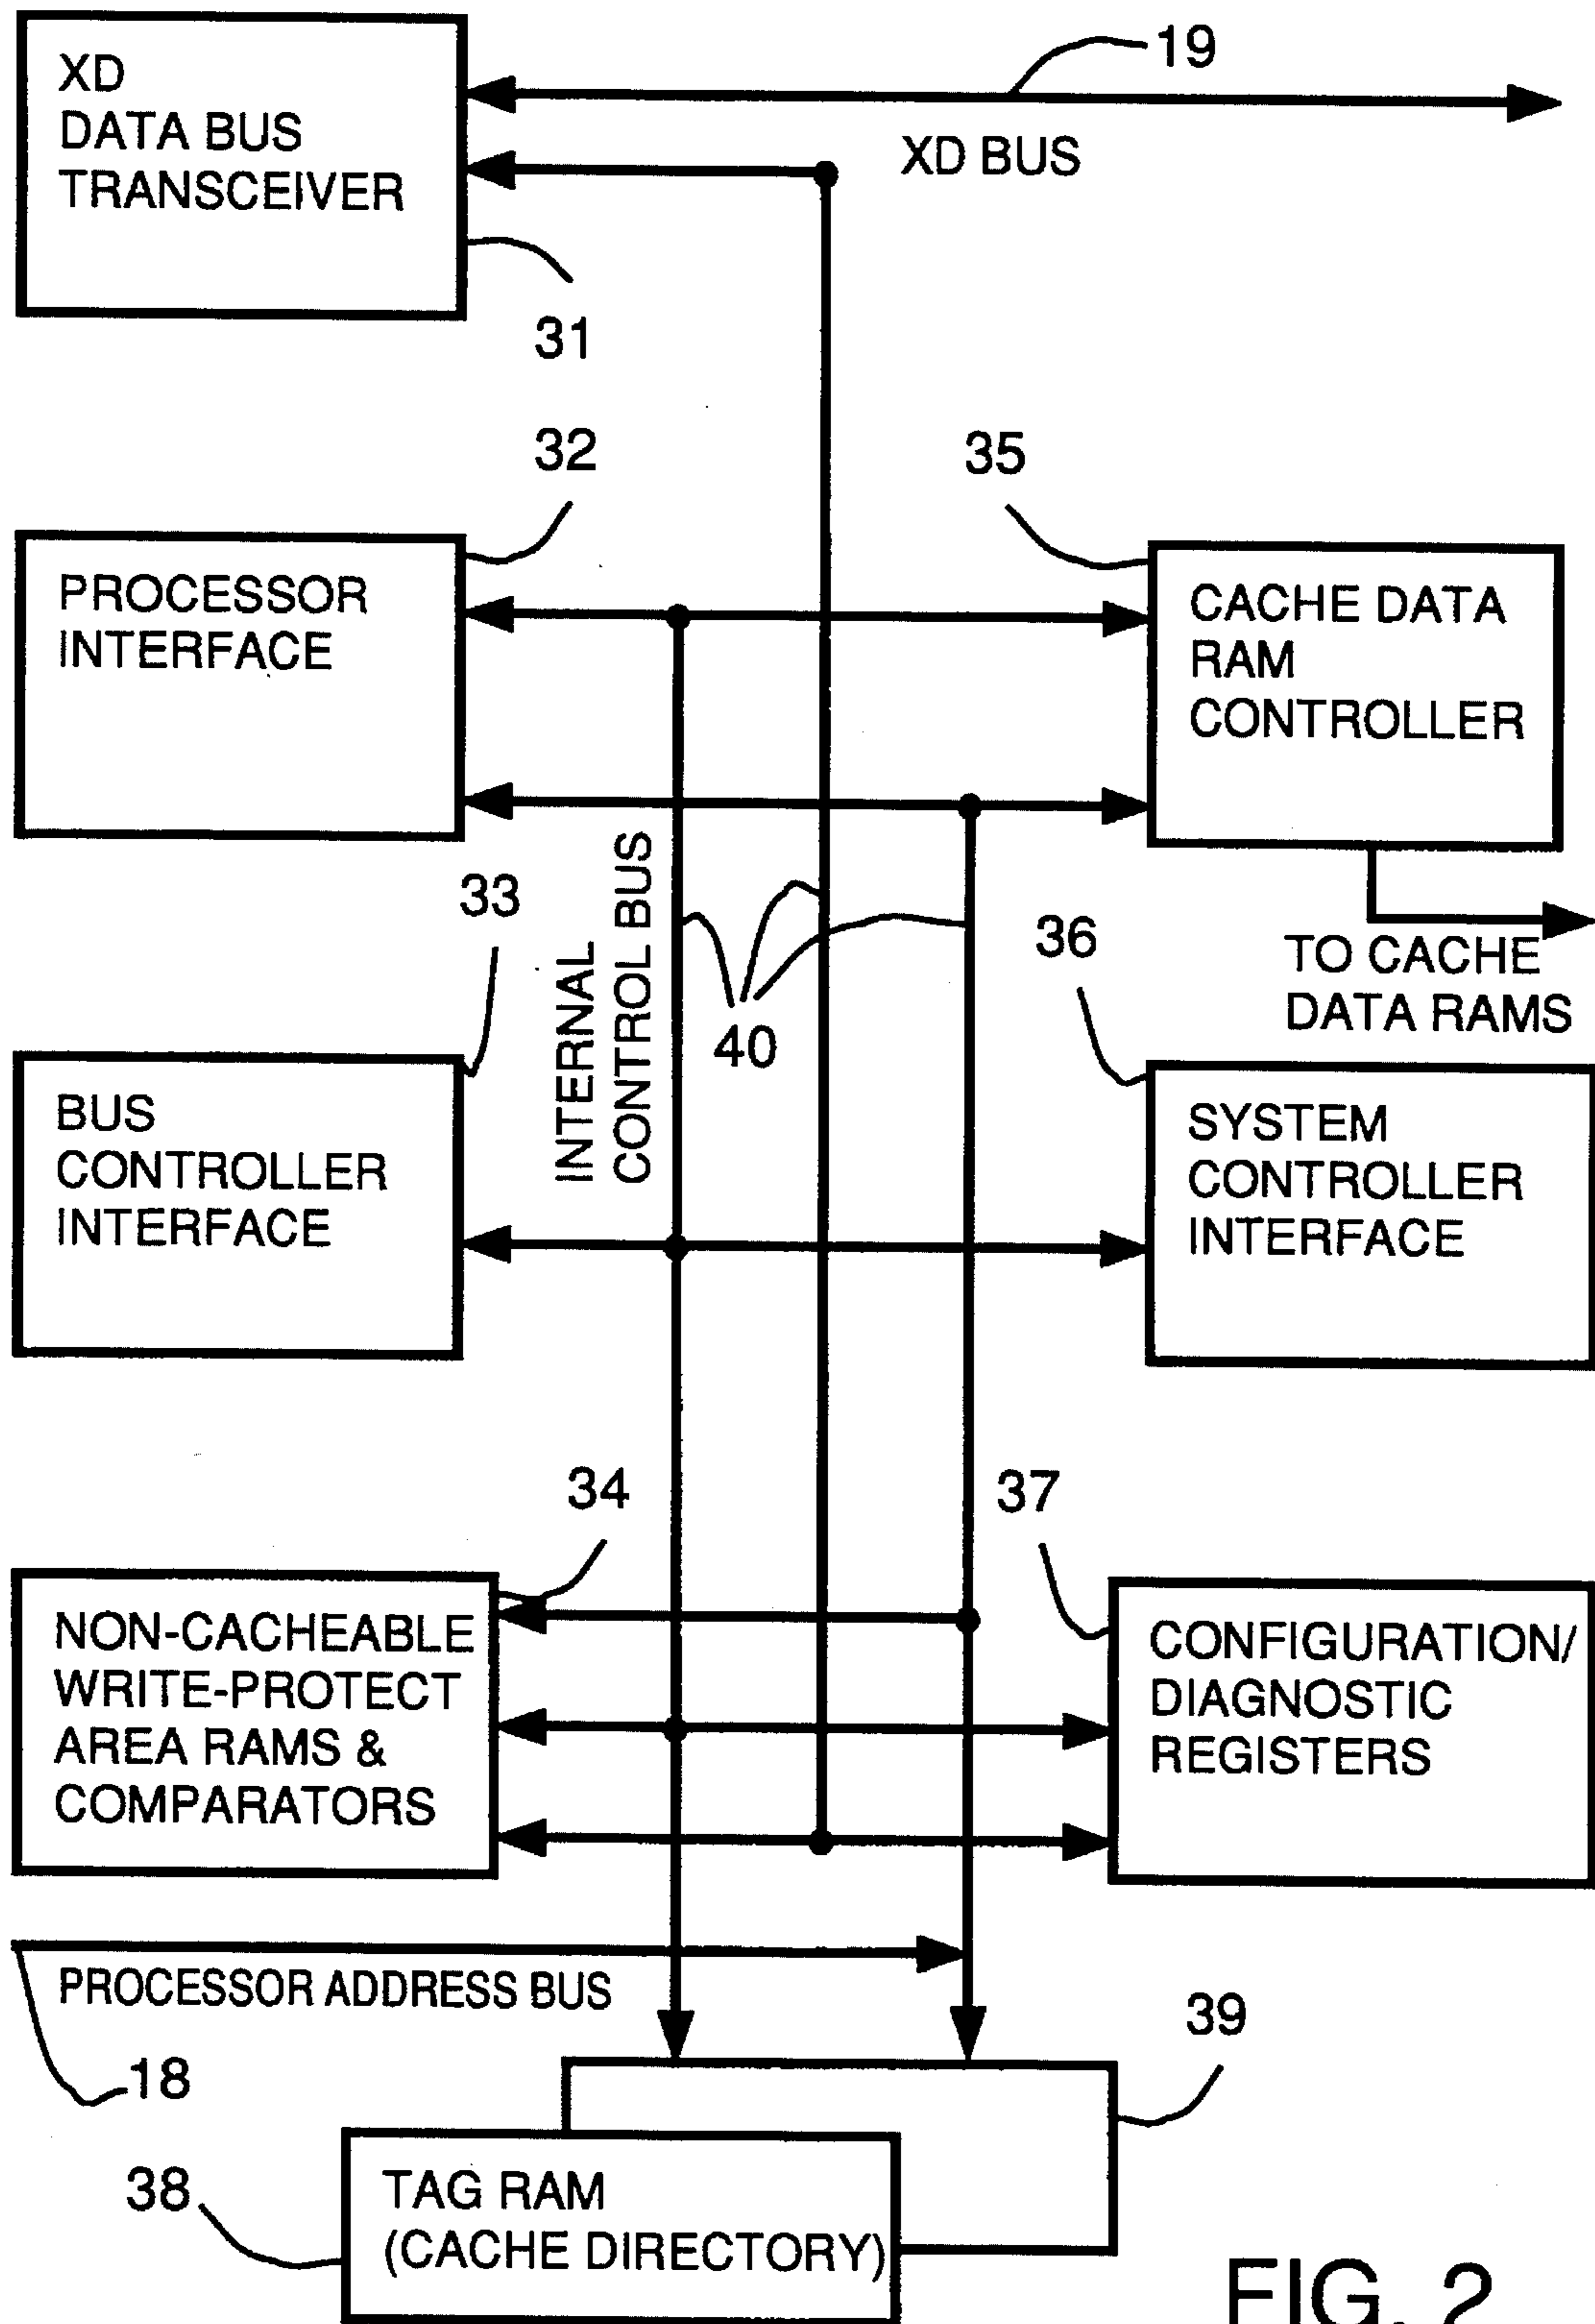 19
XD
DATA BUS
TRANSCEIVER
XD BUS
31
32
35
PROCESSOR
INTERFACE
CACHE DATA
RAM
CONTROLLER
33
INTERNAL
CONTROL BUS
36
TO CACHE
DATA RAMS
40
BUS
CONTROLLER
INTERFACE
SYSTEM
CONTROLLER
INTERFACE
34
37
NON-CACHEABLE
WRITE-PROTECT
AREA RAMS &
COMPARATORS
CONFIGURATION/
DIAGNOSTIC
REGISTERS
PROCESSOR ADDRESS BUS
39
18
38
TAG RAM
(CACHE DIRECTORY)
FIG. 2